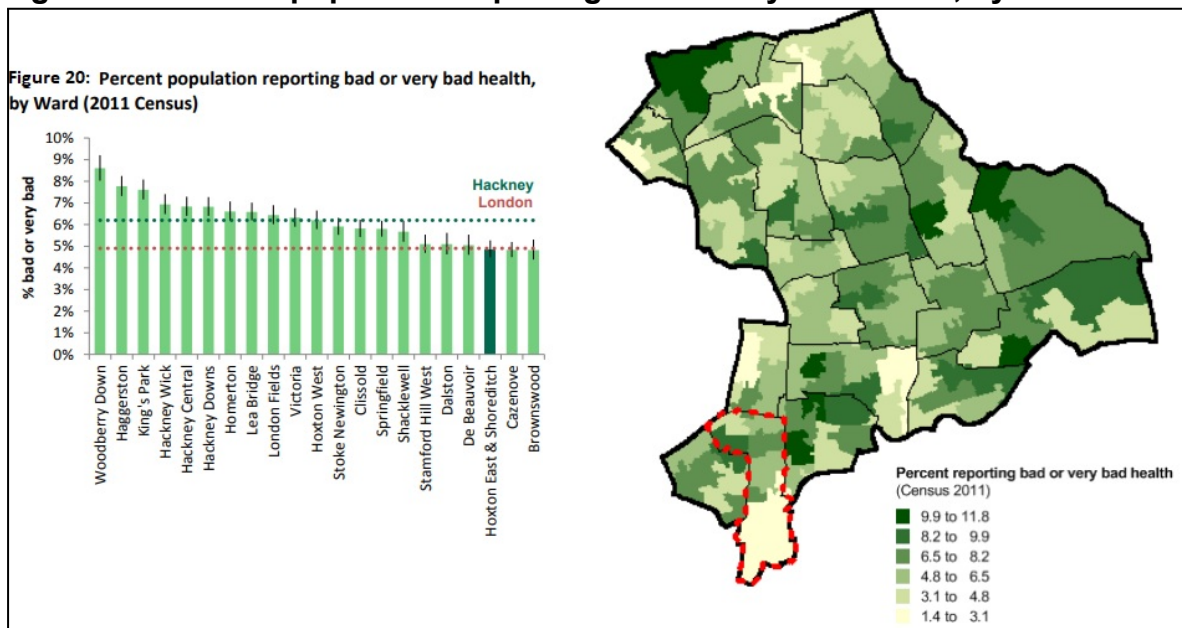 Figure 20: Percent population reporting bad or very bad health,
by Ward (2011 Census)
10%
9%
8%
7%
6%
5%
4%
3%
2%
1%
0%
% bad or very bad
Hackney
London
Woodberry Down
Haggerston
King's Park
Hackney Wick
Hackney Central
Hackney Downs
Homerton
Lea Bridge
London Fields
Victoria
Hoxton West
Stoke Newington
Clissold
Springfield
Shacklewell
Stamford Hill West
Dalston
De Beauvoir
Hoxton East & Shoreditch
Cazenove
Brownswood
Percent reporting bad or very bad health
(Census 2011)
9.9 to 11.8
8.2 to 9.9
6.5 to 8.2
4.8 to 6.5
3.1 to 4.8
1.4 to 3.1